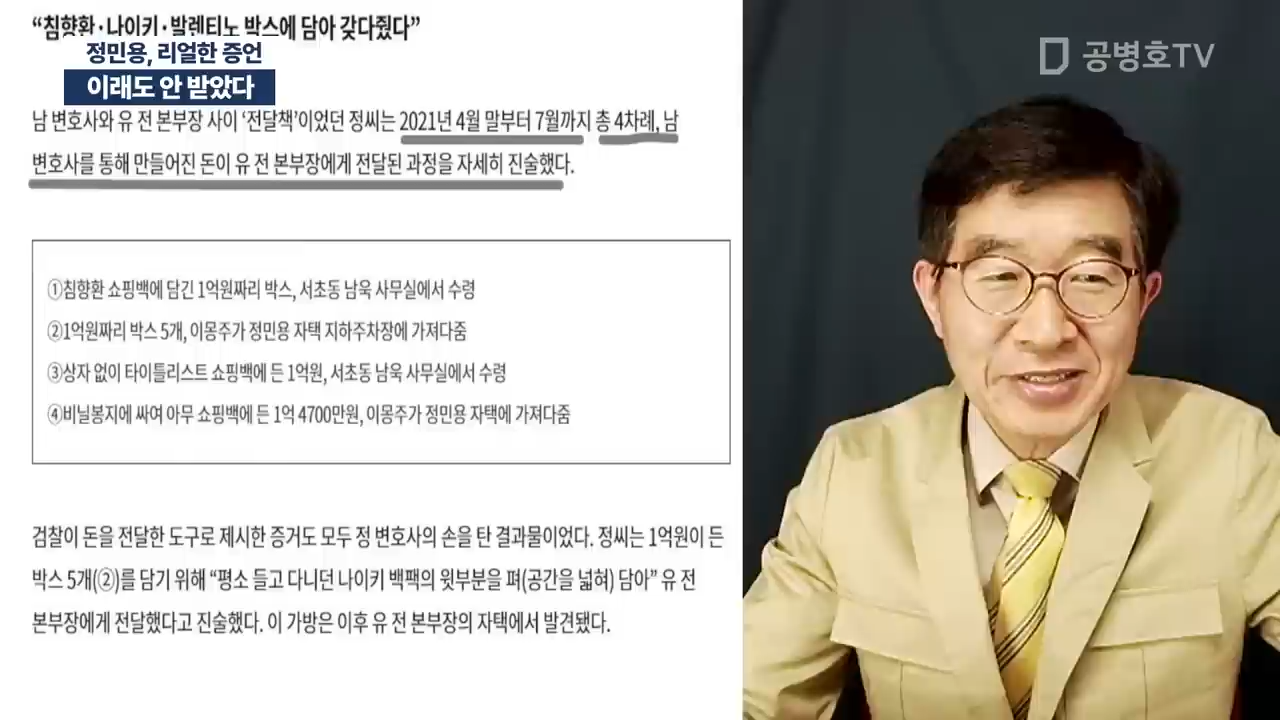 “침향환·나이키·발렌티노 박스에 담아 갖다줬다”
정민용, 리얼한 증언
이래도 안 받았다
공병호TV
남 변호사와 유 전 본부장 사이 ‘전달책’이었던 정씨는 2021년 4월 말부터 7월까지 총 4차례, 남
변호사를 통해 만들어진 돈이 유 전 본부장에게 전달된 과정을 자세히 진술했다.
①침향환 쇼핑백에 담긴 1억원짜리 박스, 서초동 남욱 사무실에서 수령
②1억원짜리 박스 5개, 이몽주가 정민용 자택 지하주차장에 가져다줌
③상자 없이 타이틀리스트 쇼핑백에 든 1억원, 서초동 남욱 사무실에서 수령
④비닐봉지에 싸여 아무 쇼핑백에 든 1억 4700만원, 이몽주가 정민용 자택에 가져다줌
검찰이 돈을 전달한 도구로 제시한 증거도 모두 정 변호사의 손을 탄 결과물이었다. 정씨는 1억원이 든
박스 5개(②)를 담기 위해 “평소 들고 다니던 나이키 백팩의 윗부분을 펴(공간을 넓혀) 담아” 유 전
본부장에게 전달했다고 진술했다. 이 가방은 이후 유 전 본부장의 자택에서 발견됐다.